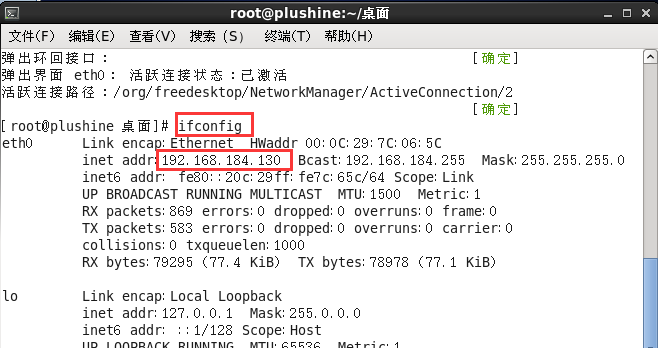 root@plushine:~/桌面
文件(F) 编辑(E) 查看(V) 搜索 (S) 终端(T) 帮助(H)
弹出环回接口： [确定]
弹出界面 eth0： 活跃连接状态：已激活
活跃连接路径：/org/freedesktop/NetworkManager/ActiveConnection/2
[确定]
[root@plushine 桌面]# ifconfig
eth0 Link encap:Ethernet HWaddr 00:0C:29:7C:06:5C
inet addr:192.168.184.130 Bcast:192.168.184.255 Mask:255.255.255.0
inet6 addr: fe80::20c:29ff:fe7c:65c/64 Scope:Link
UP BROADCAST RUNNING MULTICAST MTU:1500 Metric:1
RX packets:869 errors:0 dropped:0 overruns:0 frame:0
TX packets:583 errors:0 dropped:0 overruns:0 carrier:0
collisions:0 txqueuelen:1000
RX bytes:79295 (77.4 KiB) TX bytes:78978 (77.1 KiB)
lo Link encap:Local Loopback
inet addr:127.0.0.1 Mask:255.0.0.0
inet6 addr: ::1/128 Scope:Host
UP LOOPBACK RUNNING MTU:65536 Metric:1